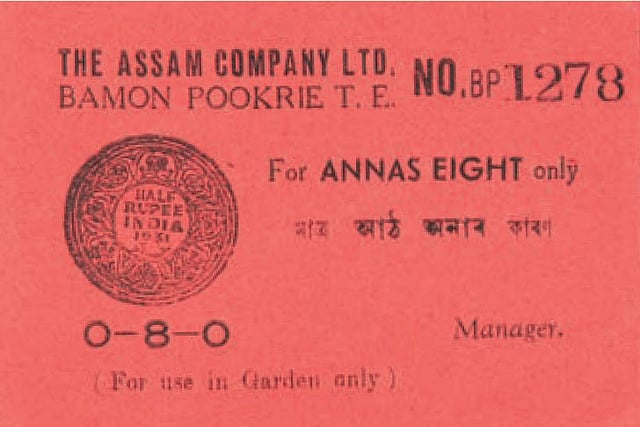 THE ASSAM COMPANY LTD.
BAMON POOKRIE T. E.
NO. BP 1278
For ANNAS EIGHT only
মাত্ৰ আঠ অনাৰ কাৰণ
HALF
RUPEE
INDIA
1931
0-8-0
Manager.
(For use in Garden only)